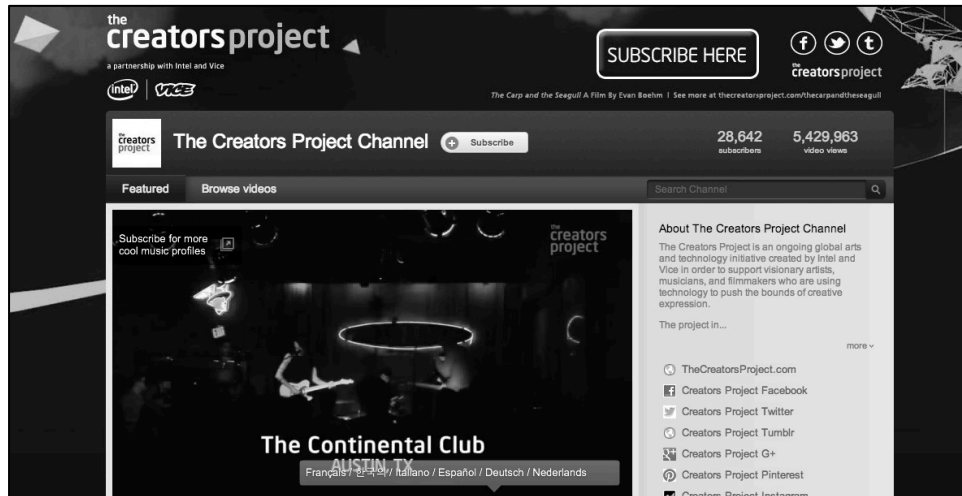 the
creatorsproject
a partnership with Intel and Vice
intel | VICE
SUBSCRIBE HERE
f t
the
creatorsproject
The Carp and the Seagull A Film By Evan Boehm | See more at thecreatorsproject.com/thecarpandtheseagull
the
creators
project
The Creators Project Channel
+ Subscribe
28,642
subscribers
5,429,963
video views
Featured Browse videos
Search Channel
Subscribe for more
cool music profiles
the
creators
project
The Continental Club
AUSTIN, TX
Français / 한국의 / Italiano / Español / Deutsch / Nederlands
About The Creators Project Channel
The Creators Project is an ongoing global arts
and technology initiative created by Intel and
Vice in order to support visionary artists,
musicians, and filmmakers who are using
technology to push the bounds of creative
expression.
The project in...
more
TheCreatorsProject.com
Creators Project Facebook
Creators Project Twitter
Creators Project Tumblr
Creators Project G+
Creators Project Pinterest
Creators Project Instagram